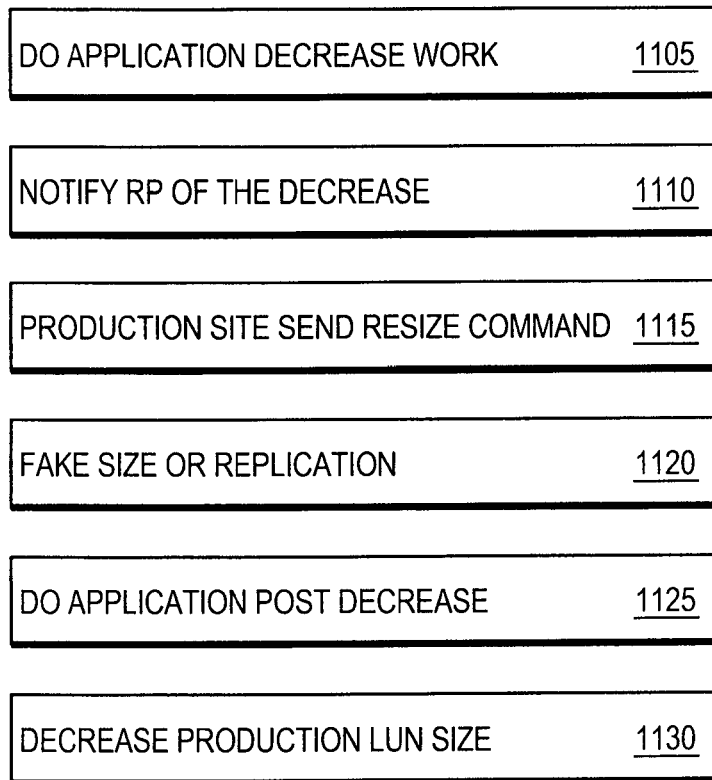 DO APPLICATION DECREASE WORK 1105
NOTIFY RP OF THE DECREASE 1110
PRODUCTION SITE SEND RESIZE COMMAND 1115
FAKE SIZE OR REPLICATION 1120
DO APPLICATION POST DECREASE 1125
DECREASE PRODUCTION LUN SIZE 1130